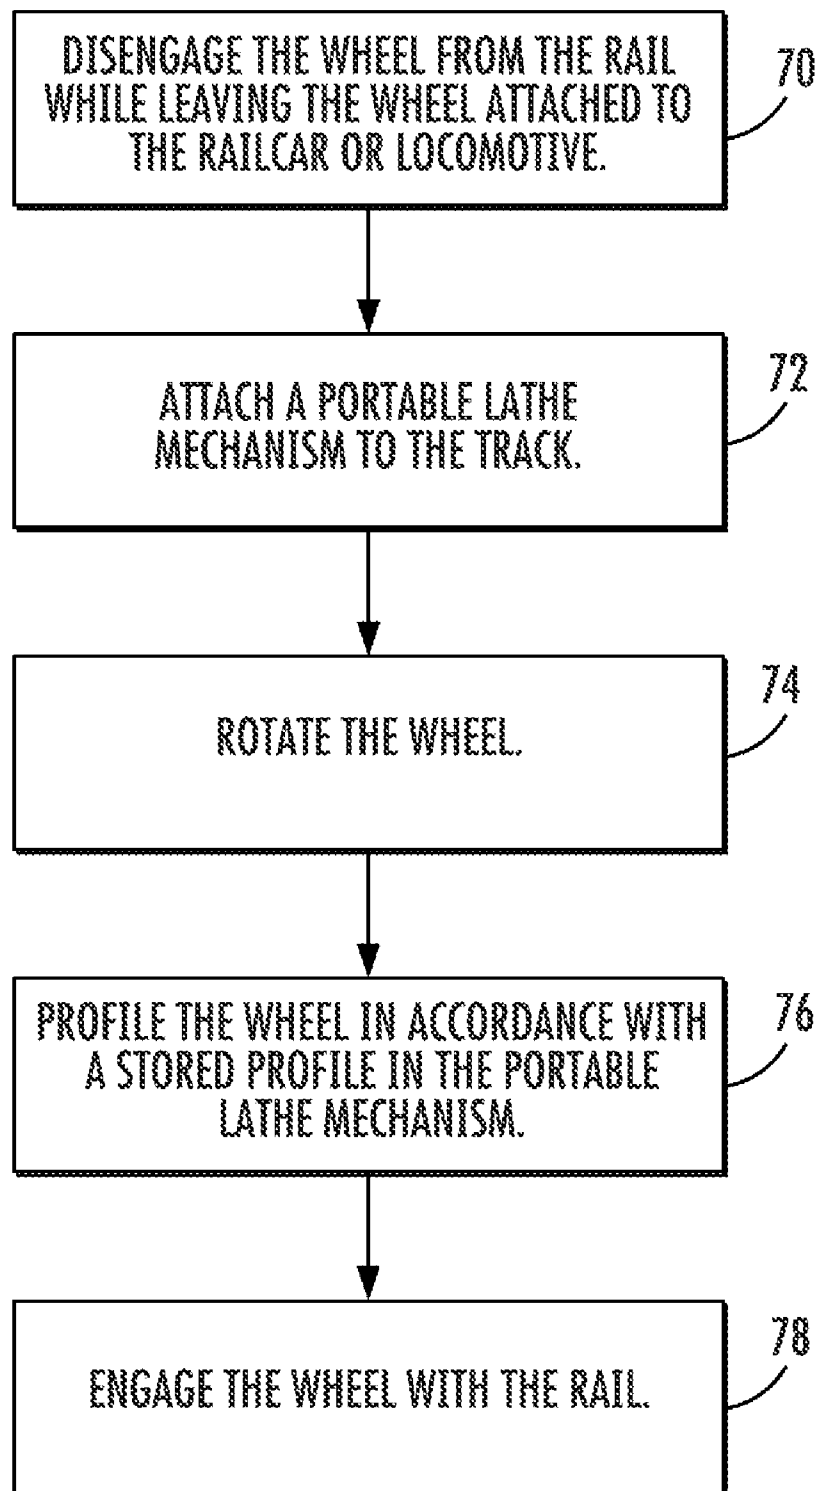 DISENGAGE THE WHEEL FROM THE RAIL
WHILE LEAVING THE WHEEL ATTACHED TO
THE RAILCAR OR LOCOMOTIVE.
70
ATTACH A PORTABLE LATHE
MECHANISM TO THE TRACK.
72
ROTATE THE WHEEL.
74
PROFILE THE WHEEL IN ACCORDANCE WITH
A STORED PROFILE IN THE PORTABLE
LATHE MECHANISM.
76
ENGAGE THE WHEEL WITH THE RAIL.
78